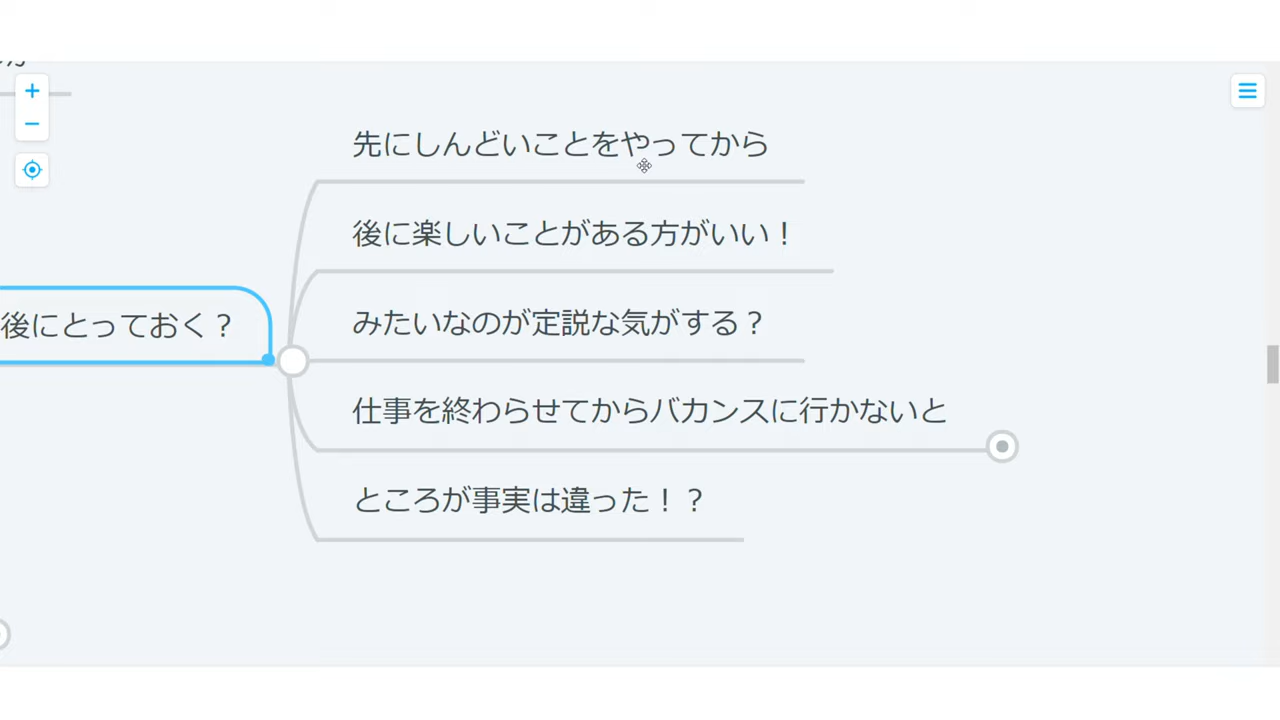 先にしんどいことをやってから
後に楽しいことがある方がいい！
みたいなのが定説な気がする？
後にとっておく？
仕事を終わらせてからバカンスに行かないと
ところが事実は違った！？